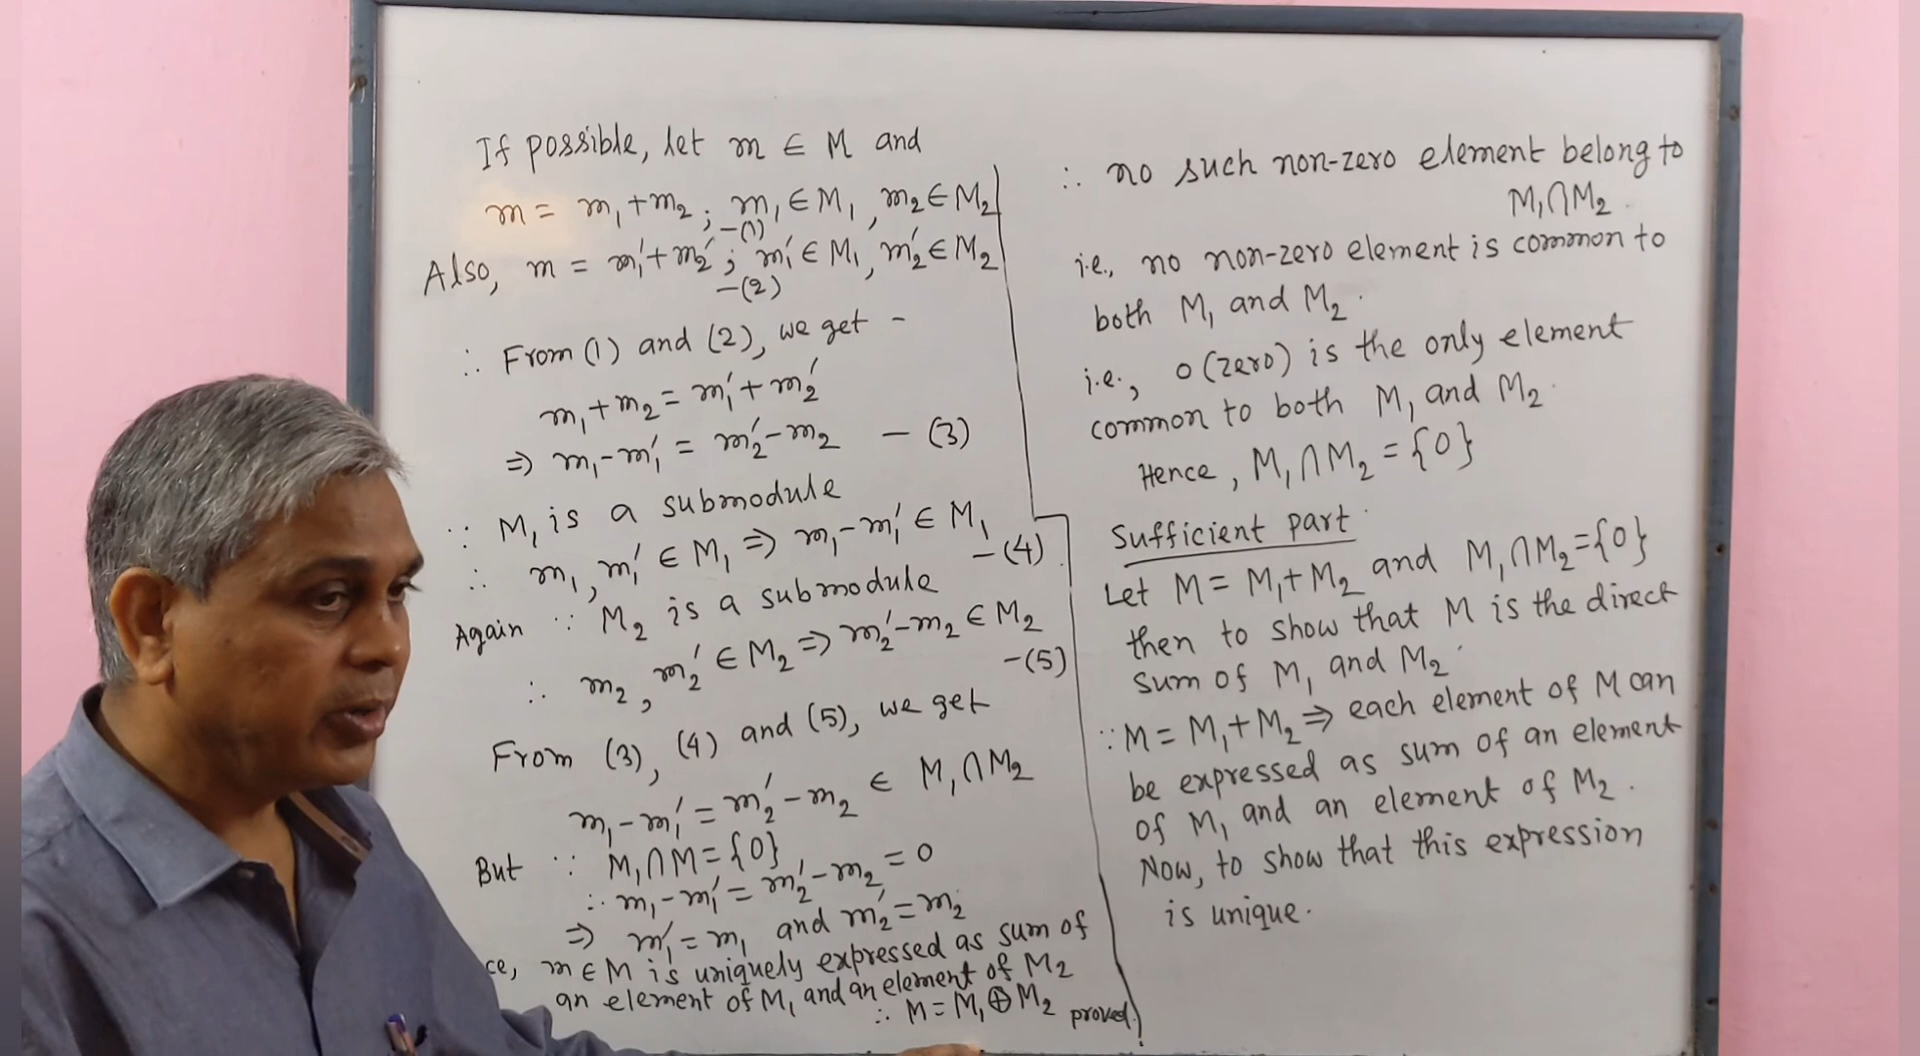 If possible, let m ∈ M and
m = m₁+m₂ ; m₁ ∈ M₁ , m₂ ∈ M₂
-(1)
Also, m = m₁'+m₂' ; m₁' ∈ M₁ , m₂' ∈ M₂
-(2)
∴ From (1) and (2), we get -
m₁+m₂ = m₁'+m₂'
⇒ m₁-m₁' = m₂'-m₂ - (3)
∵ M₁ is a submodule
∴ m₁, m₁' ∈ M₁ ⇒ m₁-m₁' ∈ M₁
-(4)
Again ∵ M₂ is a submodule
∴ m₂, m₂' ∈ M₂ ⇒ m₂'-m₂ ∈ M₂
-(5)
From (3), (4) and (5), we get
m₁-m₁' = m₂'-m₂ ∈ M₁∩M₂
But ∵ M₁∩M = {0}
∴ m₁-m₁' = m₂'-m₂ = 0
⇒ m₁' = m₁ and m₂' = m₂
ce, m ∈ M is uniquely expressed as sum of
an element of M₁ and an element of M₂
∴ M = M₁ ⊕ M₂ proved.
∴ no such non-zero element belong to
M₁∩M₂.
i.e., no non-zero element is common to
both M₁ and M₂.
i.e., 0 (zero) is the only element
common to both M₁ and M₂.
Hence, M₁∩M₂ = {0}
Sufficient part
Let M = M₁+M₂ and M₁∩M₂={0}
then to show that M is the direct
sum of M₁ and M₂.
∵ M = M₁+M₂ ⇒ each element of M can
be expressed as sum of an element
of M₁ and an element of M₂.
Now, to show that this expression
is unique.